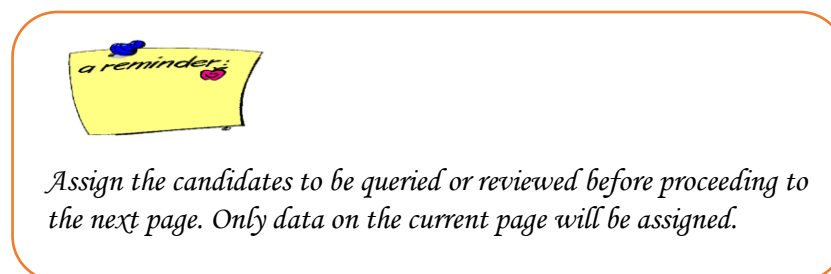 a reminder:
Assign the candidates to be queried or reviewed before proceeding to
the next page. Only data on the current page will be assigned.